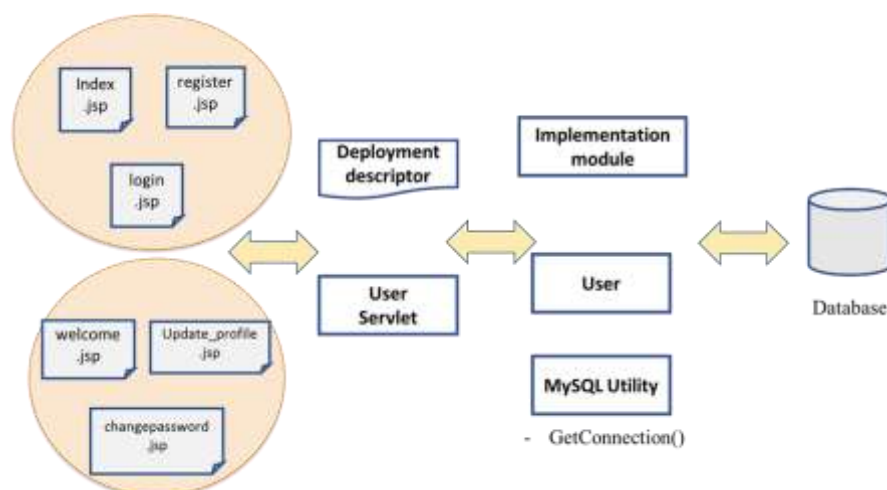 Index
.jsp
register
.jsp
login
.jsp
welcome
.jsp
Update_profile
.jsp
changepassword
.jsp
Deployment
descriptor
User
Servlet
Implementation
module
User
MySQL Utility
- GetConnection()
Database